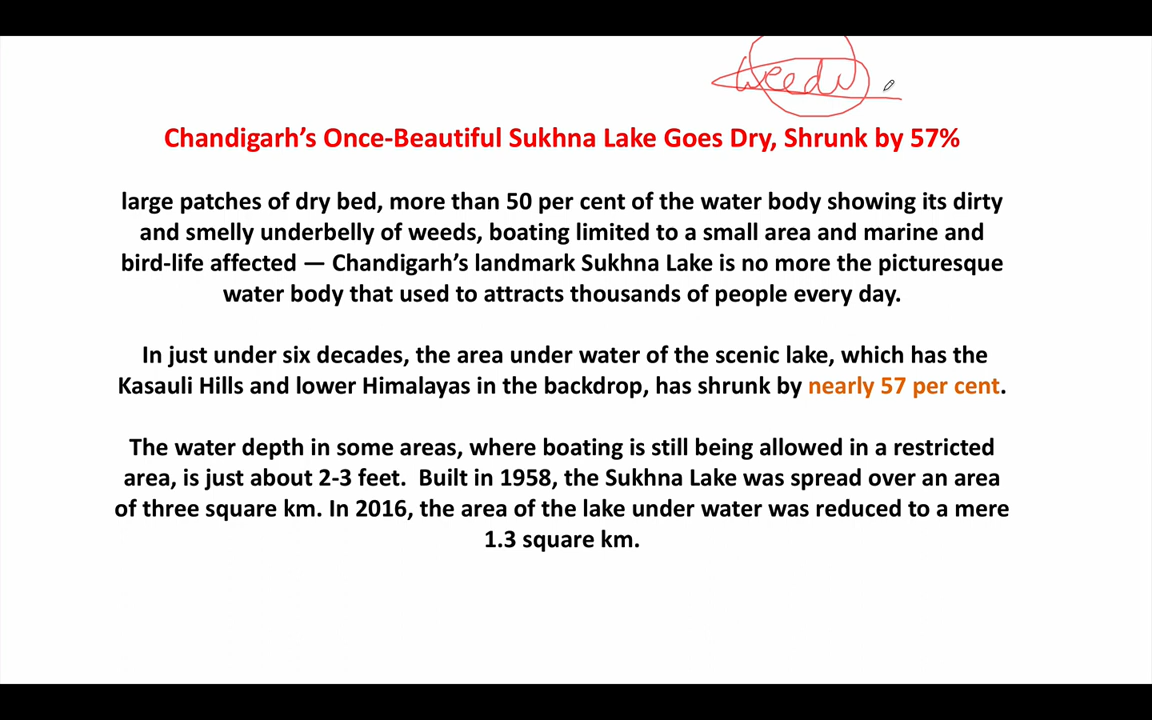 weeds
Chandigarh's Once-Beautiful Sukhna Lake Goes Dry, Shrunk by 57%
large patches of dry bed, more than 50 per cent of the water body showing its dirty
and smelly underbelly of weeds, boating limited to a small area and marine and
bird-life affected — Chandigarh's landmark Sukhna Lake is no more the picturesque
water body that used to attracts thousands of people every day.
In just under six decades, the area under water of the scenic lake, which has the
Kasauli Hills and lower Himalayas in the backdrop, has shrunk by nearly 57 per cent.
The water depth in some areas, where boating is still being allowed in a restricted
area, is just about 2-3 feet.  Built in 1958, the Sukhna Lake was spread over an area
of three square km. In 2016, the area of the lake under water was reduced to a mere
1.3 square km.